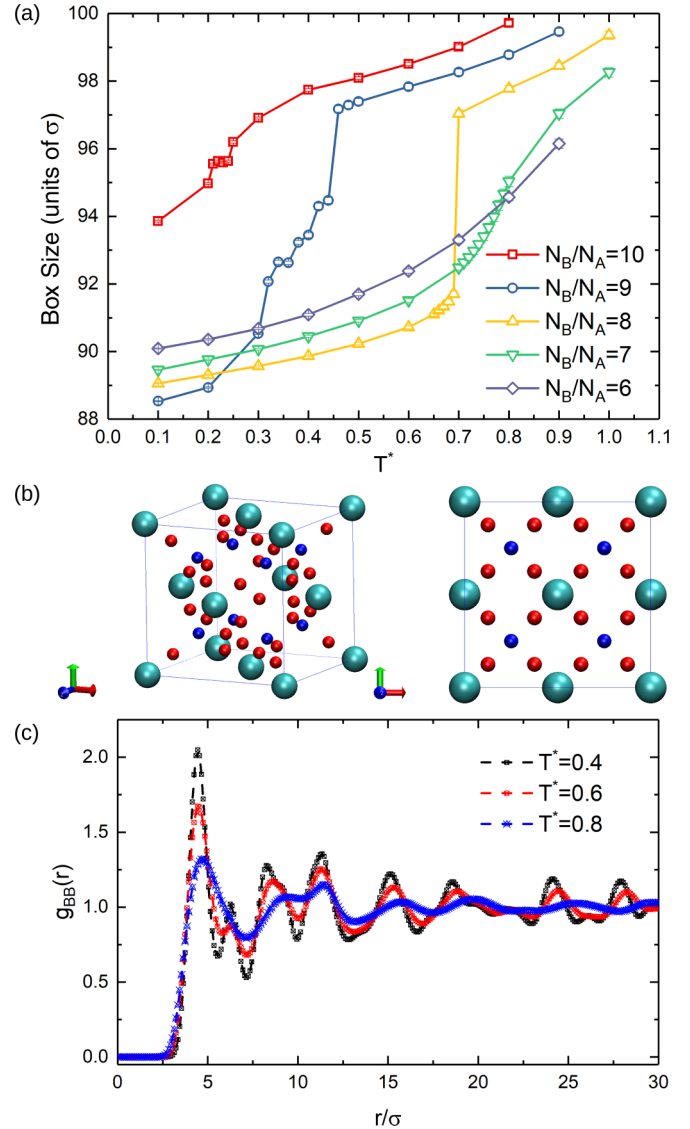 (a)
100
98
96
94
92
90
88
Box Size (units of σ)
N_B/N_A=10
N_B/N_A=9
N_B/N_A=8
N_B/N_A=7
N_B/N_A=6
0.1 0.2 0.3 0.4 0.5 0.6 0.7 0.8 0.9 1.0 1.1
T*
(b)
(c)
2.0
1.5
1.0
0.5
0.0
g_BB(r)
T*=0.4
T*=0.6
T*=0.8
0 5 10 15 20 25 30
r/σ